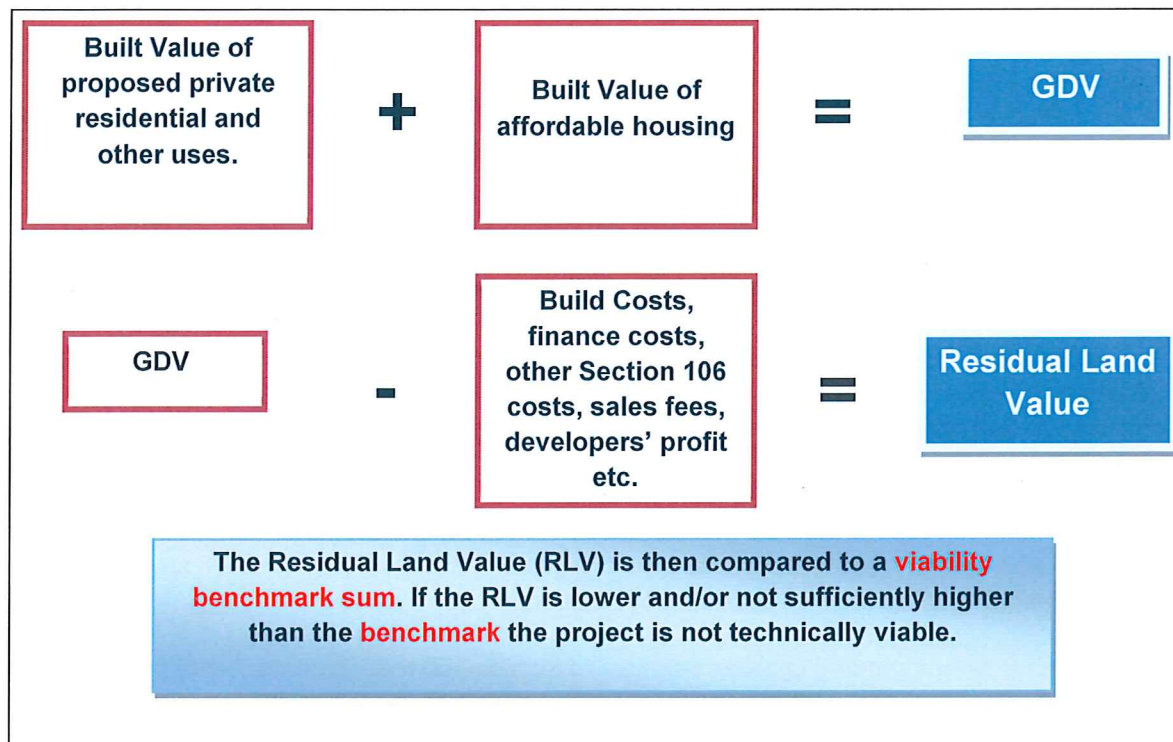 Built Value of
proposed private
residential and
other uses.
+
Built Value of
affordable housing
=
GDV
GDV
-
Build Costs,
finance costs,
other Section 106
costs, sales fees,
developers’ profit
etc.
=
Residual Land
Value
The Residual Land Value (RLV) is then compared to a viability
benchmark sum. If the RLV is lower and/or not sufficiently higher
than the benchmark the project is not technically viable.